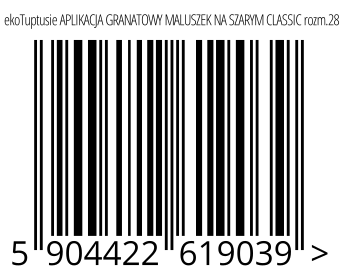 ekoTuptusie APLIKACJA GRANATOWY MALUSZEK NA SZARYM CLASSIC rozm.28
5 904422 619039 >